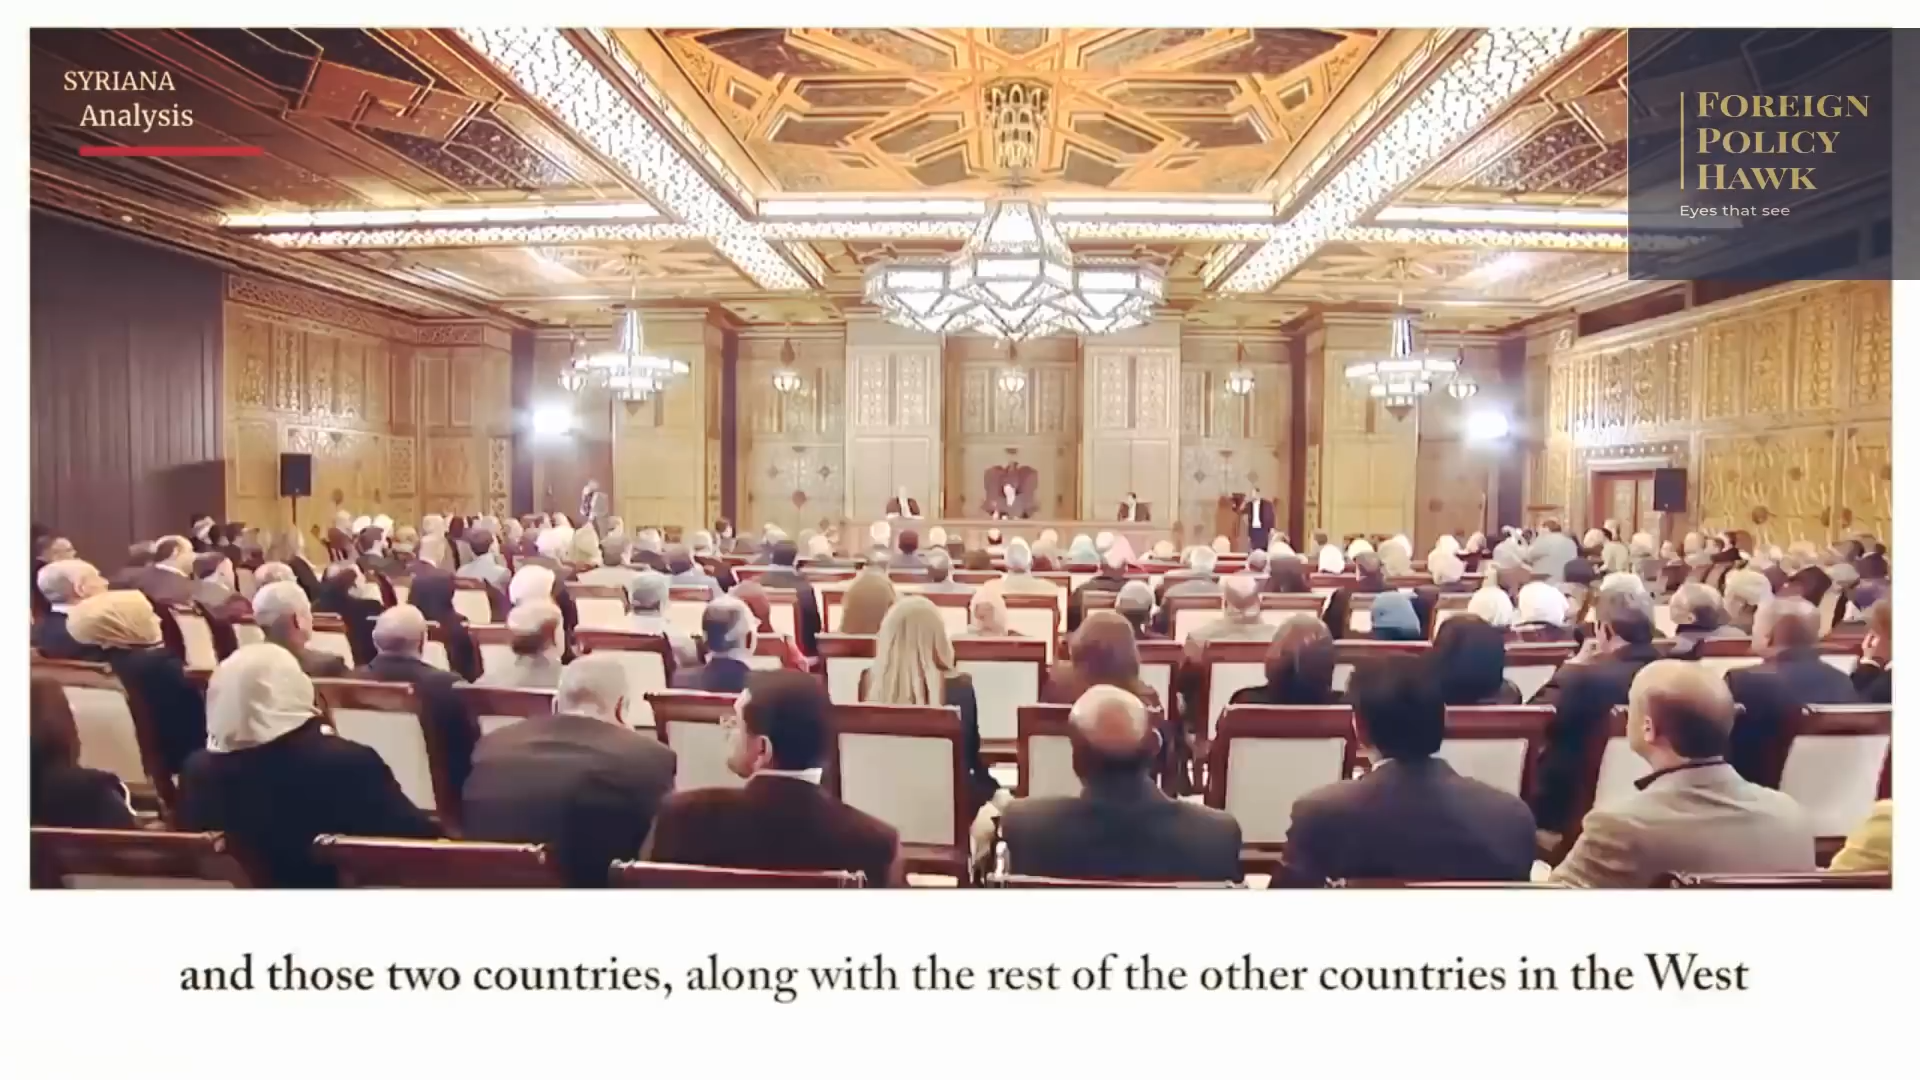 SYRIANA
Analysis
FOREIGN
POLICY
HAWK
Eyes that see
and those two countries, along with the rest of the other countries in the West